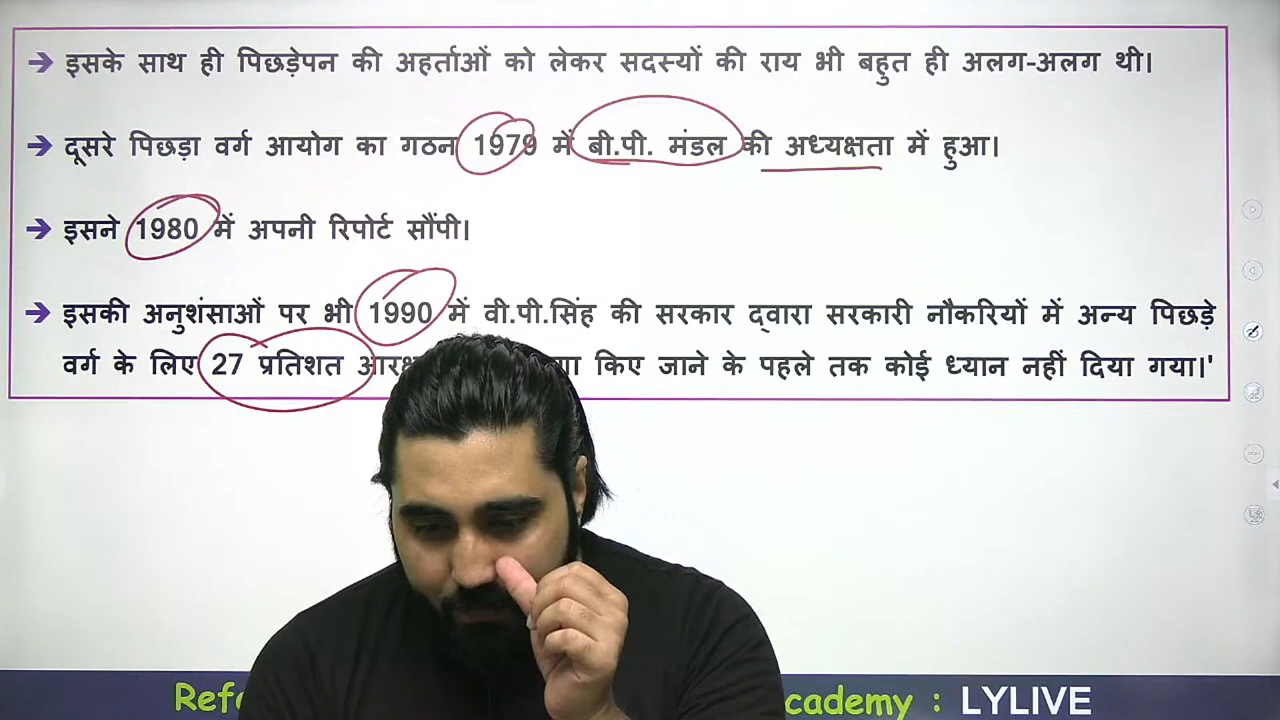 → इसके साथ ही पिछड़ेपन की अहर्ताओं को लेकर सदस्यों की राय भी बहुत ही अलग-अलग थी।
→ दूसरे पिछड़ा वर्ग आयोग का गठन 1979 में बी.पी. मंडल की अध्यक्षता में हुआ।
→ इसने 1980 में अपनी रिपोर्ट सौंपी।
→ इसकी अनुशंसाओं पर भी 1990 में वी.पी.सिंह की सरकार द्वारा सरकारी नौकरियों में अन्य पिछड़े
वर्ग के लिए 27 प्रतिशत किए जाने के पहले तक कोई ध्यान नहीं दिया गया।'
: LYLIVE